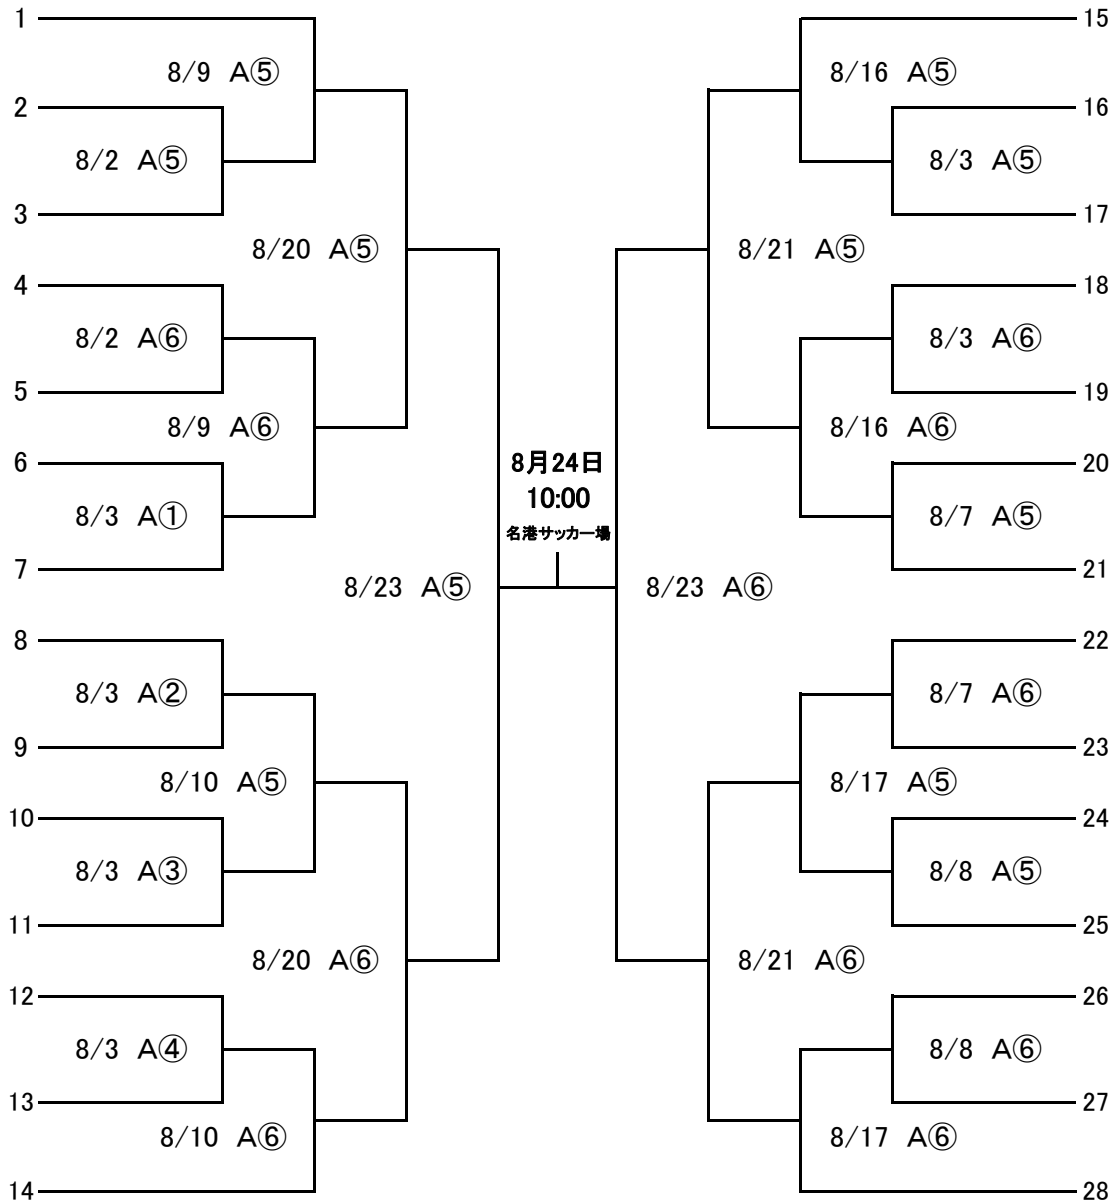 1
15
8/9 A⑤
8/16 A⑤
2
16
8/2 A⑤
8/3 A⑤
3
17
8/20 A⑤
8/21 A⑤
4
18
8/2 A⑥
8/3 A⑥
5
19
8/9 A⑥
8/16 A⑥
6
8月24日
20
10:00
8/3 A①
8/7 A⑤
名港サッカー場
7
21
8/23 A⑤
8/23 A⑥
8
22
8/3 A②
8/7 A⑥
9
23
8/10 A⑤
8/17 A⑤
10
24
8/3 A③
8/8 A⑤
11
25
8/20 A⑥
8/21 A⑥
12
26
8/3 A④
8/8 A⑥
13
27
8/10 A⑥
8/17 A⑥
14
28